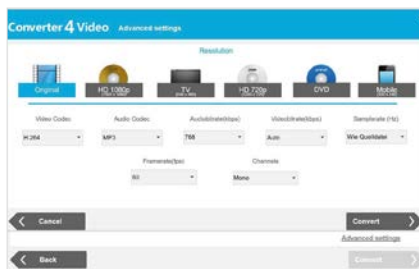 Converter 4 Video Advanced settings
Resolution
Original HD 1080p TV HD 720p DVD Mobile
Video Codec Audio Codec Audiobitrate(kbps) Videobitrate(kbps) Samplerate (Hz)
H.264 MP3 768 Auto Wie Quelldatei
Framerate(fps) Channels
60 Mono
Cancel Convert
Advanced settings
Back Convert